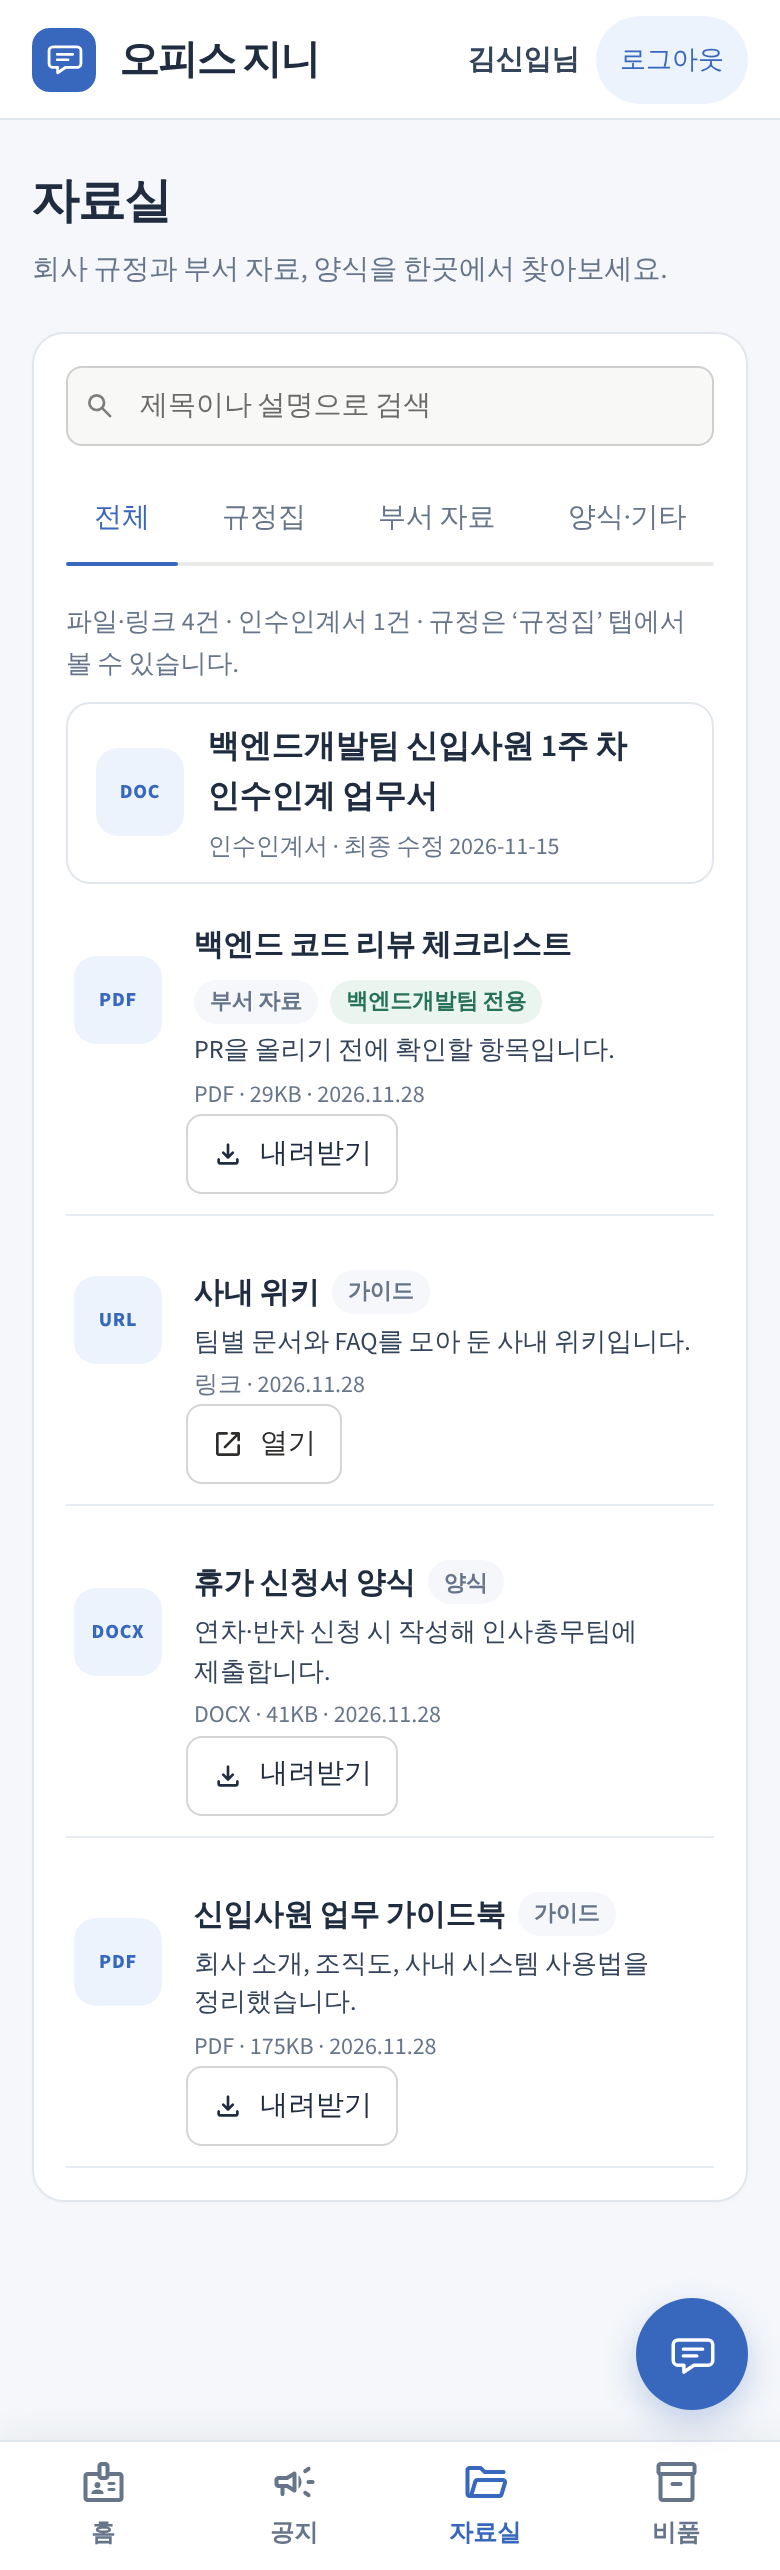 오피스 지니
김신입님
로그아웃
자료실
회사 규정과 부서 자료, 양식을 한곳에서 찾아보세요.
제목이나 설명으로 검색
전체
규정집
부서 자료
양식·기타
파일·링크 4건 · 인수인계서 1건 · 규정은 ‘규정집’ 탭에서
볼 수 있습니다.
DOC
백엔드개발팀 신입사원 1주 차
인수인계 업무서
인수인계서 · 최종 수정 2026-11-15
PDF
백엔드 코드 리뷰 체크리스트
부서 자료
백엔드개발팀 전용
PR을 올리기 전에 확인할 항목입니다.
PDF · 29KB · 2026.11.28
내려받기
URL
사내 위키
가이드
팀별 문서와 FAQ를 모아 둔 사내 위키입니다.
링크 · 2026.11.28
열기
DOCX
휴가 신청서 양식
양식
연차·반차 신청 시 작성해 인사총무팀에
제출합니다.
DOCX · 41KB · 2026.11.28
내려받기
PDF
신입사원 업무 가이드북
가이드
회사 소개, 조직도, 사내 시스템 사용법을
정리했습니다.
PDF · 175KB · 2026.11.28
내려받기
홈
공지
자료실
비품